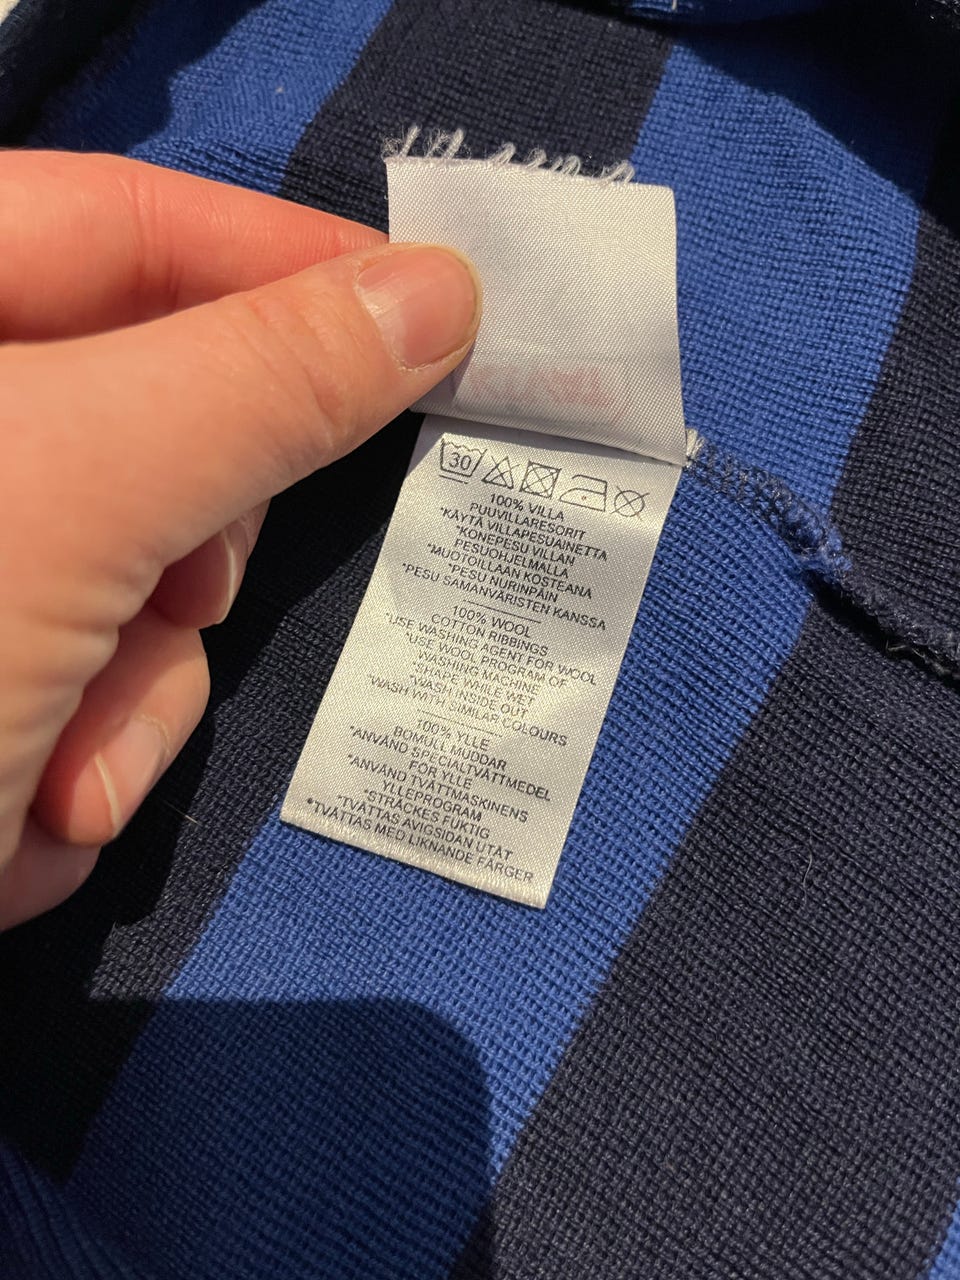 30
100% VILLA
PUUVILLARESORIT
*KÄYTÄ VILLAPESUAINETTA
*KONEPESU VILLAN
PESUOHJELMALLA
*MUOTOILLAAN KOSTEANA
*PESU NURINPÄIN
*PESU SAMANVÄRISTEN KANSSA
100% WOOL
COTTON RIBBINGS
*USE WASHING AGENT FOR WOOL
*USE WOOL PROGRAM OF
WASHING MACHINE
*SHAPE WHILE WET
*WASH INSIDE OUT
*WASH WITH SIMILAR COLOURS
100% YLLE
BOMULL MUDDAR
*ANVÄND SPECIALTVÄTTMEDEL
FÖR YLLE
*ANVÄND TVÄTTMASKINENS
YLLEPROGRAM
*STRÄCKES FUKTIG
*TVÄTTAS AVIGSIDAN UTÅT
*TVÄTTAS MED LIKNANDE FÄRGER